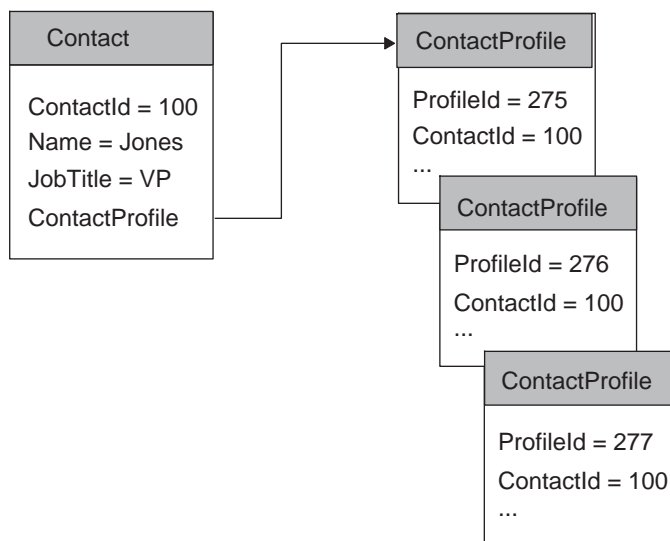 Contact
ContactId = 100
Name = Jones
JobTitle = VP
ContactProfile
ContactProfile
ProfileId = 275
ContactId = 100
...
ContactProfile
ProfileId = 276
ContactId = 100
...
ContactProfile
ProfileId = 277
ContactId = 100
...